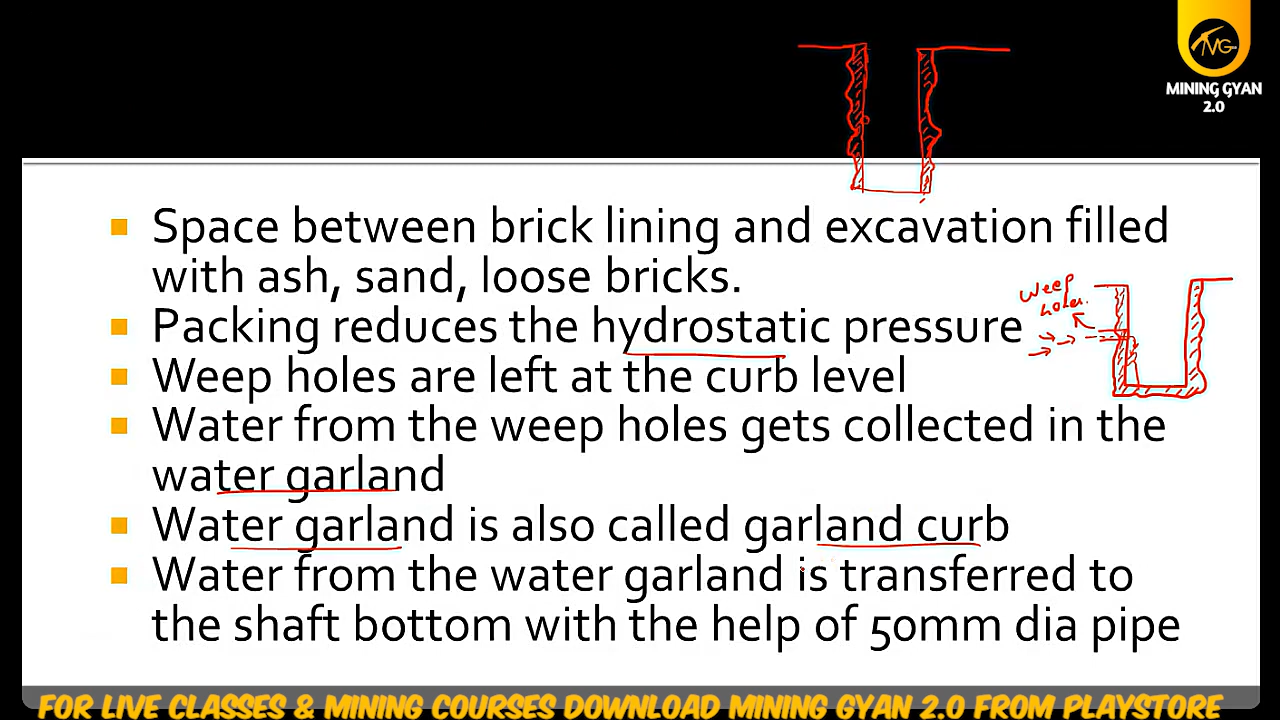 MINING GYAN
2.0
Space between brick lining and excavation filled
with ash, sand, loose bricks.
Packing reduces the hydrostatic pressure
Weep
holes.
Weep holes are left at the curb level
Water from the weep holes gets collected in the
water garland
Water garland is also called garland curb
Water from the water garland is transferred to
the shaft bottom with the help of 50mm dia pipe
FOR LIVE CLASSES & MINING COURSES DOWNLOAD MINING GYAN 2.0 FROM PLAYSTORE